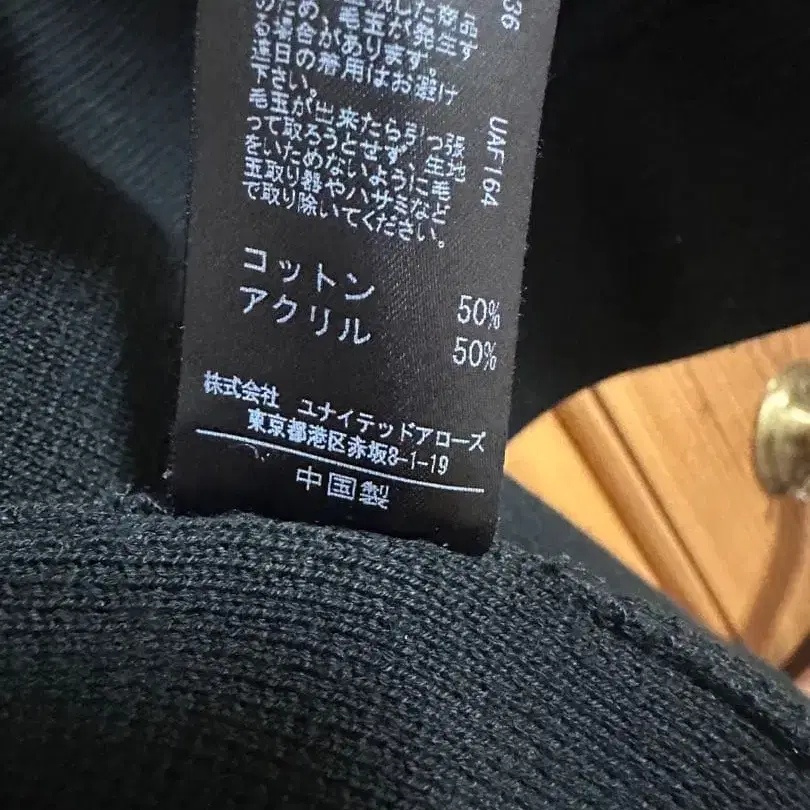 洗した商品
のため、毛玉が発生す
る場合があります。
連日の着用はお避け
下さい。
毛玉が出来たら引っ張
って取ろうとせず、生地
をいためないように毛
玉取り器やハサミなど
で取り除いてください。
コットン 50%
アクリル 50%
株式会社 ユナイテッドアローズ
東京都港区赤坂8-1-19
中国製
36
UAF164